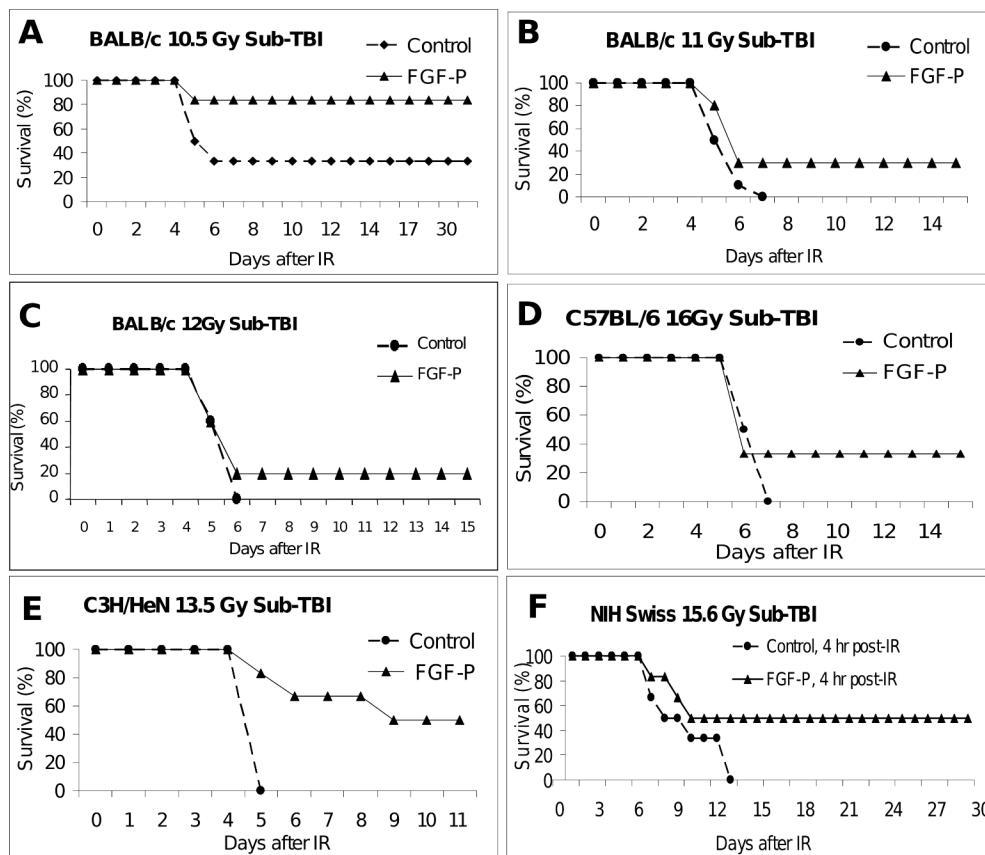 A
BALB/c 10.5 Gy Sub-TBI
Control
FGF-P
Survival (%)
100
80
60
40
20
0
0 2 4 6 8 10 12 14 17 30
Days after IR
B
BALB/c 11 Gy Sub-TBI
Control
FGF-P
Survival (%)
100
80
60
40
20
0
0 2 4 6 8 10 12 14
Days after IR
C
BALB/c 12Gy Sub-TBI
Control
FGF-P
Survival (%)
100
80
60
40
20
0
0 1 2 3 4 5 6 7 8 9 10 11 12 13 14 15
Days after IR
D
C57BL/6 16Gy Sub-TBI
Control
FGF-P
Survival (%)
100
80
60
40
20
0
0 2 4 6 8 10 12 14
Days after IR
E
C3H/HeN 13.5 Gy Sub-TBI
Control
FGF-P
Survival (%)
100
80
60
40
20
0
0 1 2 3 4 5 6 7 8 9 10 11
Days after IR
F
NIH Swiss 15.6 Gy Sub-TBI
Control, 4 hr post-IR
FGF-P, 4 hr post-IR
Survival (%)
100
80
60
40
20
0
0 3 6 9 12 15 18 21 24 27 30
Days after IR